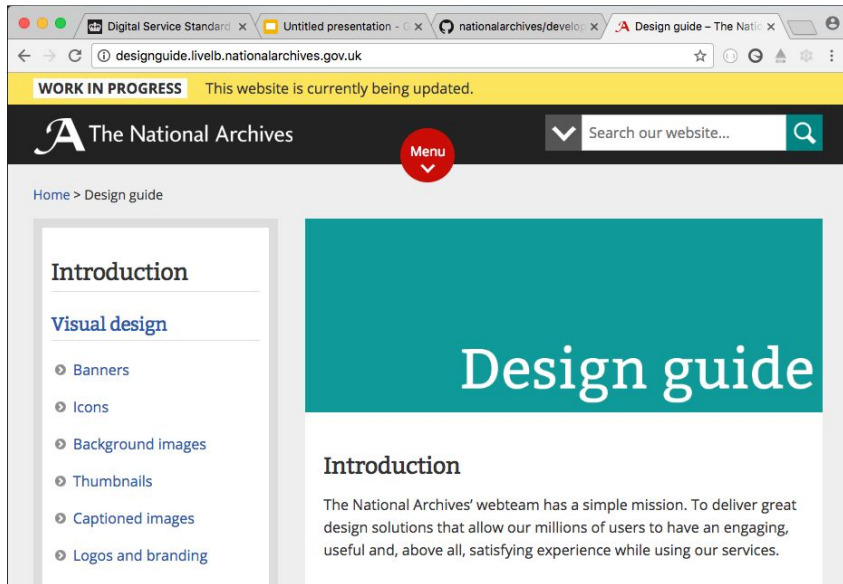 Digital Service Standard
Untitled presentation - G
nationalarchives/develop
Design guide – The Natio
designguide.livelb.nationalarchives.gov.uk
WORK IN PROGRESS This website is currently being updated.
The National Archives
Menu
Search our website...
Home > Design guide
Introduction
Visual design
Banners
Icons
Background images
Thumbnails
Captioned images
Logos and branding
Design guide
Introduction
The National Archives’ webteam has a simple mission. To deliver great
design solutions that allow our millions of users to have an engaging,
useful and, above all, satisfying experience while using our services.